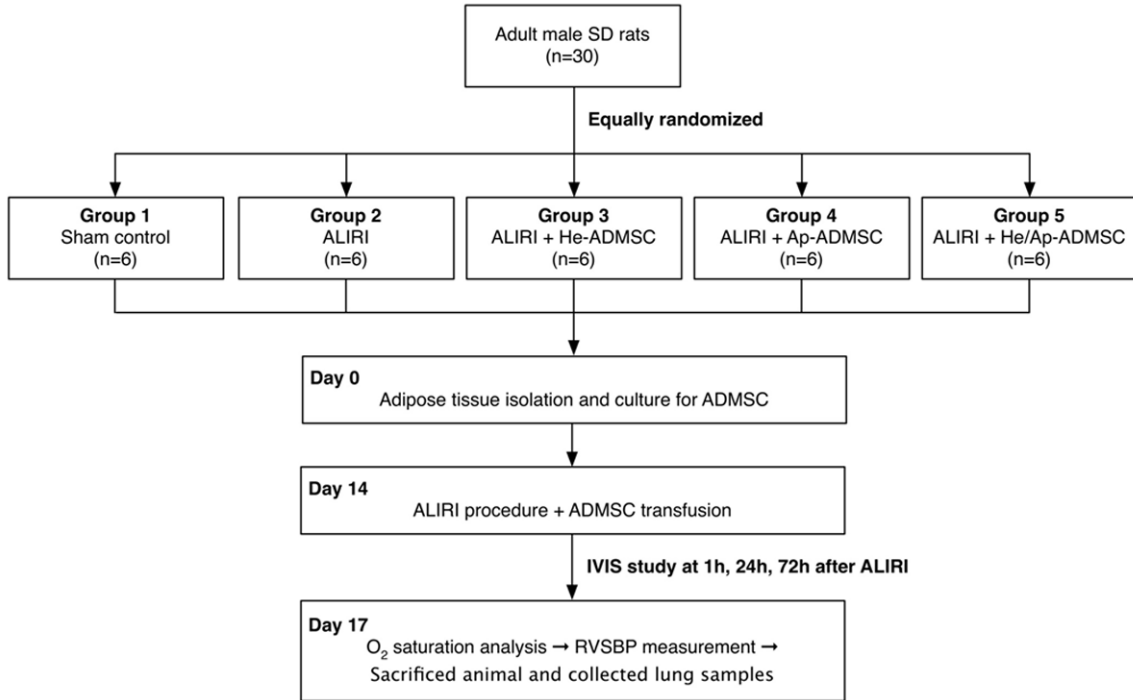 Adult male SD rats
(n=30)
Equally randomized
Group 1
Sham control
(n=6)
Group 2
ALIRI
(n=6)
Group 3
ALIRI + He-ADMSC
(n=6)
Group 4
ALIRI + Ap-ADMSC
(n=6)
Group 5
ALIRI + He/Ap-ADMSC
(n=6)
Day 0
Adipose tissue isolation and culture for ADMSC
Day 14
ALIRI procedure + ADMSC transfusion
IVIS study at 1h, 24h, 72h after ALIRI
Day 17
O₂ saturation analysis → RVSBP measurement →
Sacrificed animal and collected lung samples